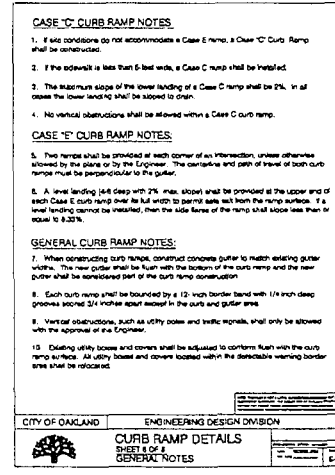 CASE "C" CURB RAMP NOTES
1. If site conditions do not accommodate a Case E ramp, a Case "C" Curb Ramp
shall be constructed.
2. If the sidewalk is less than 6-feet wide, a Case C ramp shall be installed.
3. The maximum slope of the lower landing of a Case C ramp shall be 2%. In all
cases the lower landing shall be sloped to drain.
4. No vertical obstructions shall be allowed within a Case C curb ramp.
CASE "E" CURB RAMP NOTES:
5. Two ramps shall be provided at each corner of an intersection, unless otherwise
allowed by the plans or by the Engineer. The centerline and path of travel of both curb
ramps must be perpendicular to the gutter.
6. A level landing (4-ft deep with 2% max. slope) shall be provided at the upper end of
each Case E curb ramp over its full width to permit safe exit from the ramp surface. If a
level landing cannot be installed, then the side flares of the ramp shall slope less than or
equal to 8.33%.
GENERAL CURB RAMP NOTES:
7. When constructing curb ramps, construct concrete gutter to match existing gutter
widths. The new gutter shall be flush with the bottom of the curb ramp and the new
gutter shall be considered part of the curb ramp construction.
8. Each curb ramp shall be bounded by a 12-inch border band with 1/4 inch deep
grooves scored 3/4 inches apart except in the curb and gutter area.
9. Vertical obstructions, such as utility poles and traffic signals, shall only be allowed
with the approval of the Engineer.
10. Existing utility boxes and covers shall be adjusted to conform flush with the curb
ramp surface. All utility boxes and covers located within the detectable warning border
area shall be relocated.
CITY OF OAKLAND
ENGINEERING DESIGN DIVISION
CURB RAMP DETAILS
SHEET 8 OF 8
GENERAL NOTES